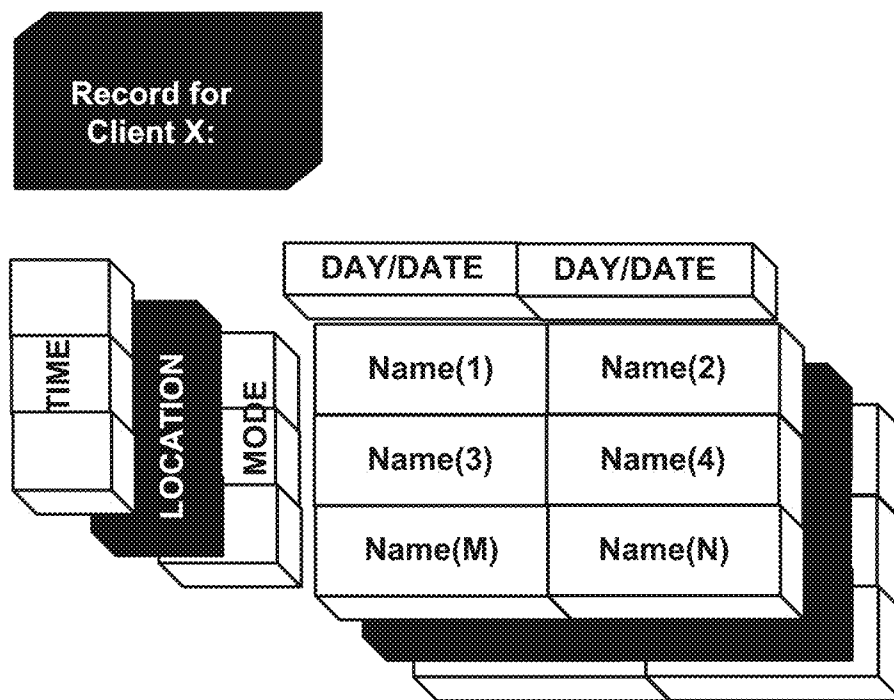 Record for
Client X:
DAY/DATE DAY/DATE
TIME
LOCATION
MODE
Name(1) Name(2)
Name(3) Name(4)
Name(M) Name(N)